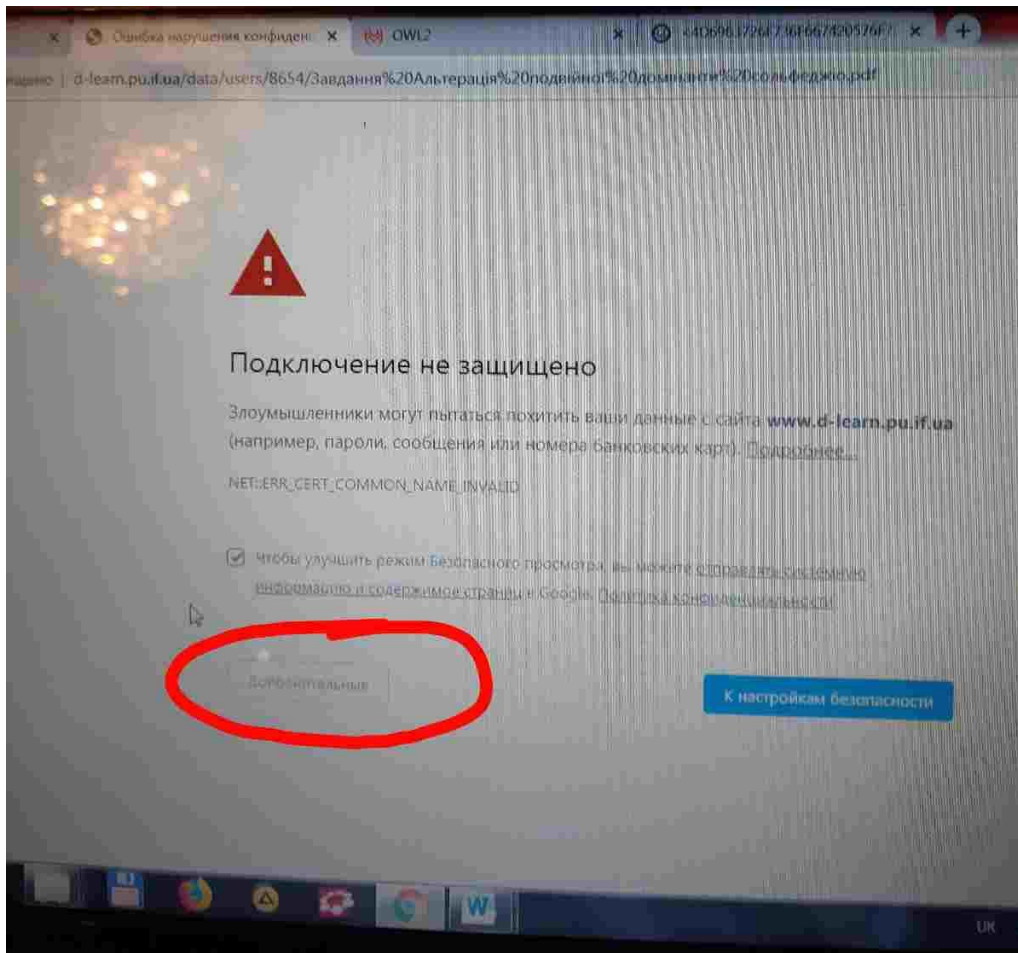 Ошибка нарушения конфиден
OWL2
d-learn.pu.if.ua/data/users/8654/Завдання%20Альтерація%20подвійної%20домінанти%20сольфеджіо.pdf
Подключение не защищено
Злоумышленники могут пытаться похитить ваши данные с сайта www.d-learn.pu.if.ua
(например, пароли, сообщения или номера банковских карт). Подробнее...
NET::ERR_CERT_COMMON_NAME_INVALID
Чтобы улучшить режим Безопасного просмотра, вы можете отправлять системную
информацию и содержимое страниц в Google. Политика конфиденциальности
Дополнительные
К настройкам безопасности
W
UK